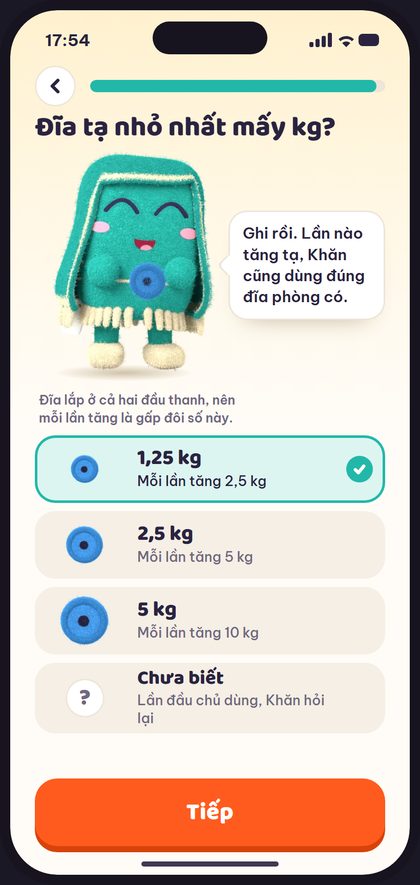 17:54
Đĩa tạ nhỏ nhất mấy kg?
Ghi rồi. Lần nào
tăng tạ, Khăn
cũng dùng đúng
đĩa phòng có.
Đĩa lắp ở cả hai đầu thanh, nên
mỗi lần tăng là gấp đôi số này.
1,25 kg
Mỗi lần tăng 2,5 kg
2,5 kg
Mỗi lần tăng 5 kg
5 kg
Mỗi lần tăng 10 kg
?
Chưa biết
Lần đầu chủ dùng, Khăn hỏi
lại
Tiếp